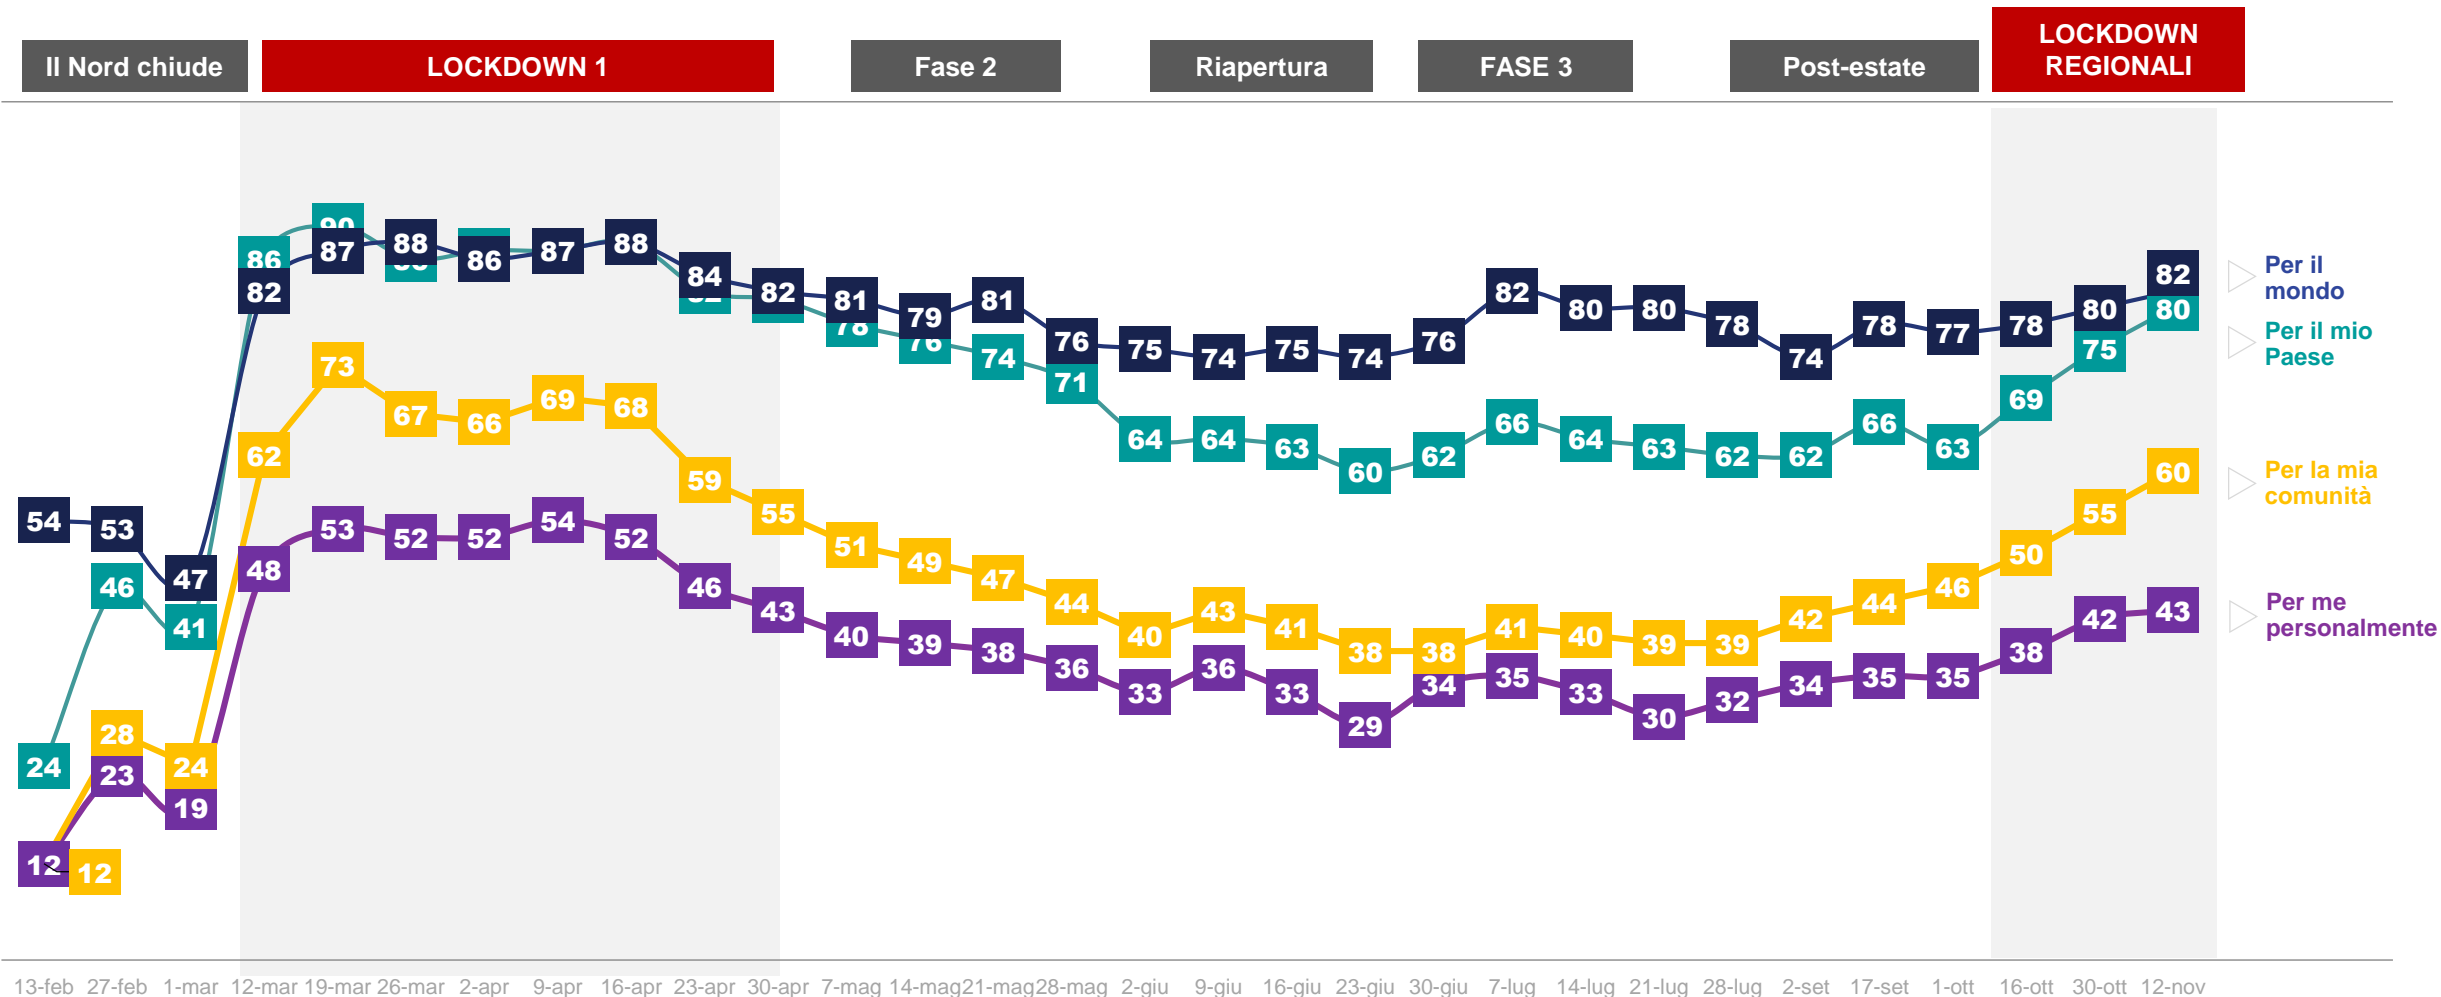 Il Nord chiude
LOCKDOWN 1
Fase 2
Riapertura
FASE 3
Post-estate
LOCKDOWN
REGIONALI
54 53 47 82 87 88 86 87 88 84 82 81 79 81 76 75 74 75 74 76 82 80 80 78 74 78 77 78 80 82
Per il
mondo
24 46 41 86 90 78 76 74 71 64 64 63 60 62 66 64 63 62 62 66 63 69 75 80
Per il mio
Paese
12 28 24 62 73 67 66 69 68 59 55 51 49 47 44 40 43 41 38 38 41 40 39 39 42 44 46 50 55 60
Per la mia
comunità
12 23 19 48 53 52 52 54 52 46 43 40 39 38 36 33 36 33 29 34 35 33 30 32 34 35 35 38 42 43
Per me
personalmente
13-feb 27-feb 1-mar 12-mar 19-mar 26-mar 2-apr 9-apr 16-apr 23-apr 30-apr 7-mag 14-mag 21-mag 28-mag 2-giu 9-giu 16-giu 23-giu 30-giu 7-lug 14-lug 21-lug 28-lug 2-set 17-set 1-ott 16-ott 30-ott 12-nov